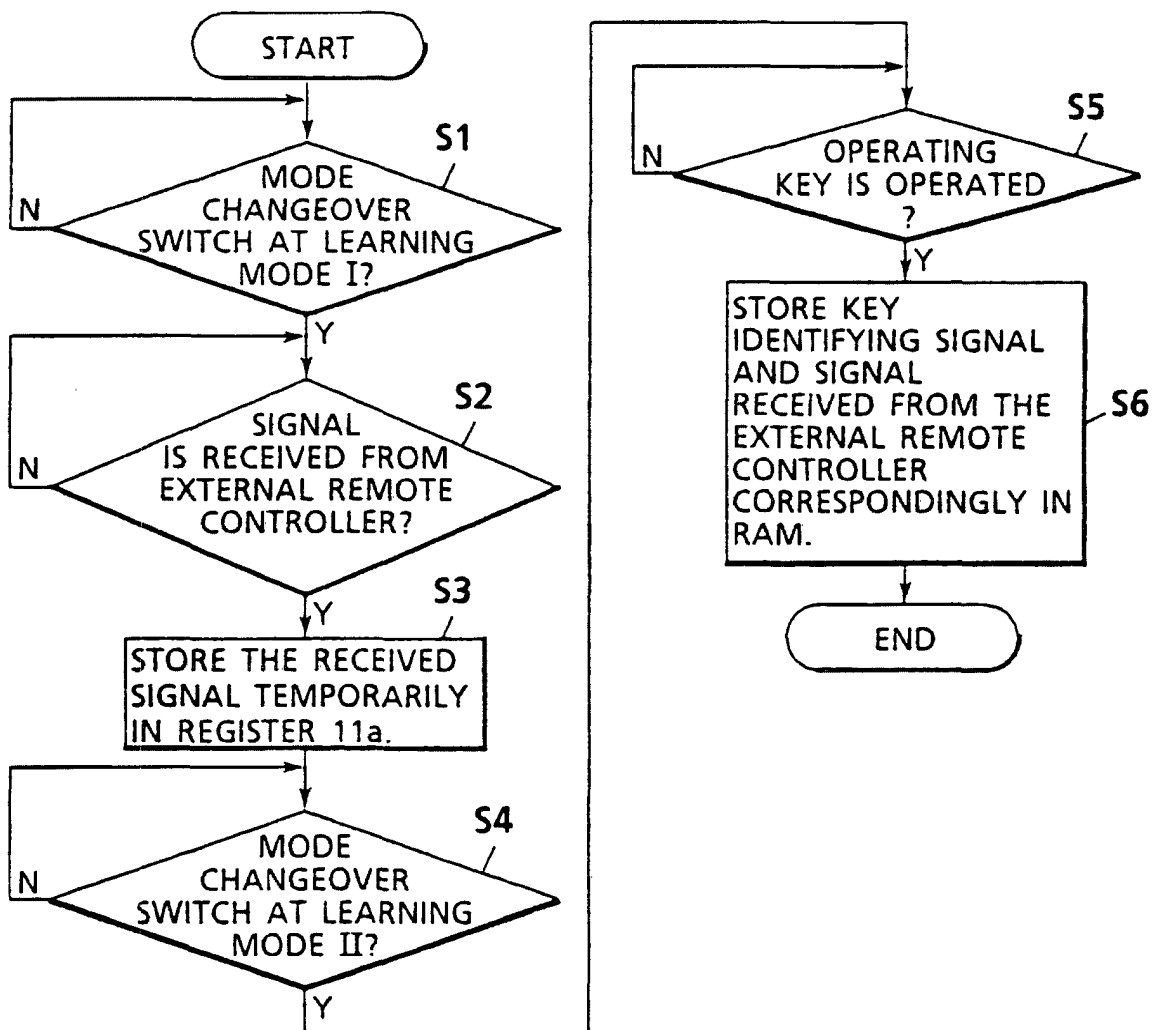 START
S1
MODE
CHANGEOVER
SWITCH AT LEARNING
MODE I?
N
Y
S2
SIGNAL
IS RECEIVED FROM
EXTERNAL REMOTE
CONTROLLER?
N
Y
S3
STORE THE RECEIVED
SIGNAL TEMPORARILY
IN REGISTER 11a.
S4
MODE
CHANGEOVER
SWITCH AT LEARNING
MODE II?
N
Y
S5
OPERATING
KEY IS OPERATED
?
N
Y
STORE KEY
IDENTIFYING SIGNAL
AND SIGNAL
RECEIVED FROM THE
EXTERNAL REMOTE
CONTROLLER
CORRESPONDINGLY IN
RAM.
S6
END